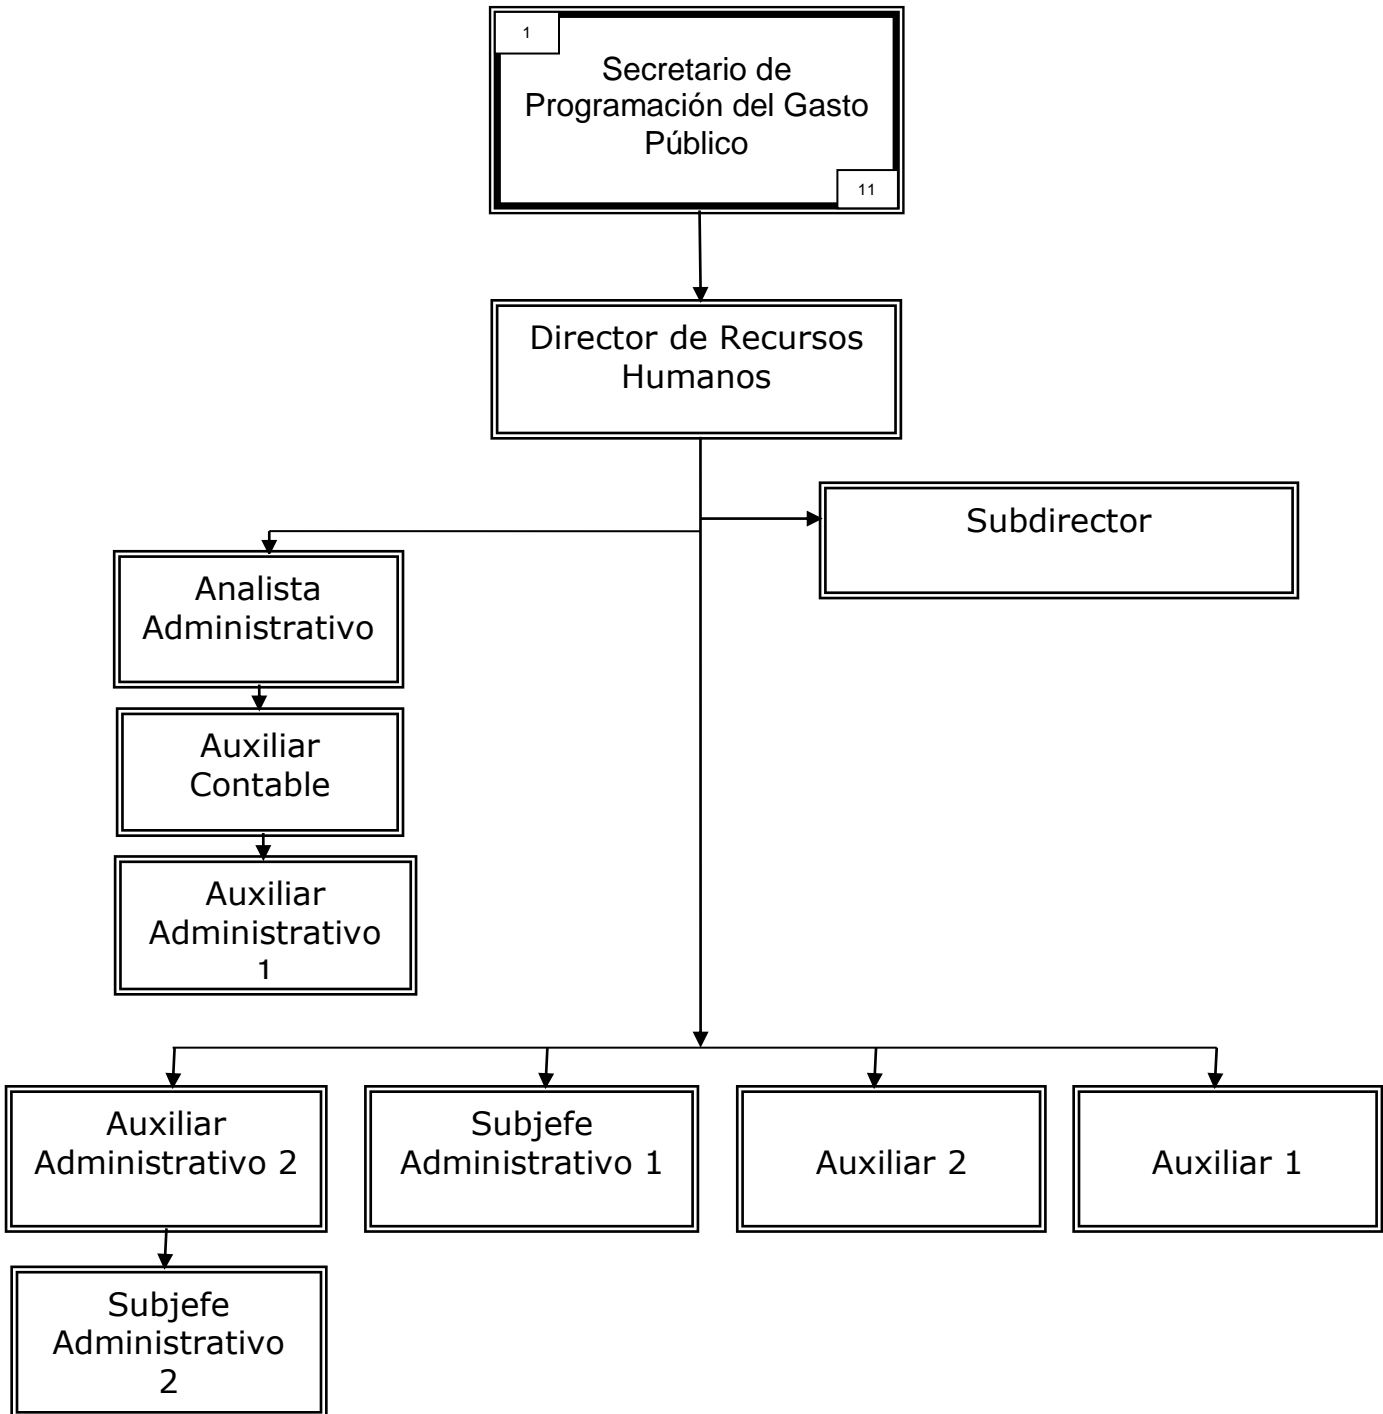 1
Secretario de
Programación del Gasto
Público
11
Director de Recursos
Humanos
Subdirector
Analista
Administrativo
Auxiliar
Contable
Auxiliar
Administrativo
1
Auxiliar
Administrativo 2
Subjefe
Administrativo 1
Auxiliar 2
Auxiliar 1
Subjefe
Administrativo
2